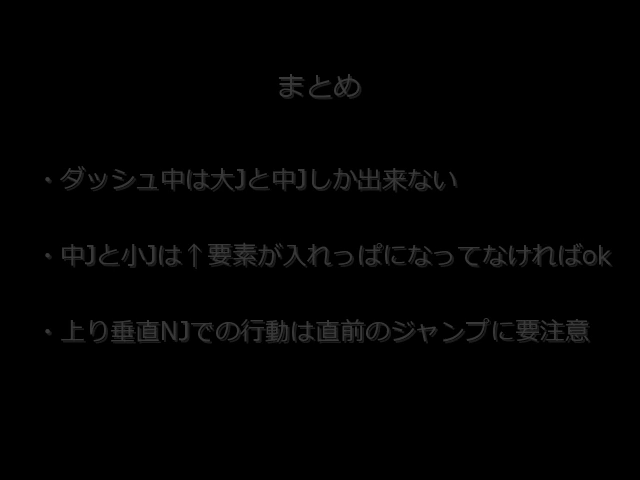 まとめ
・ダッシュ中は大Jと中Jしか出来ない
・中Jと小Jは↑要素が入れっぱになってなければok
・上り垂直NJでの行動は直前のジャンプに要注意